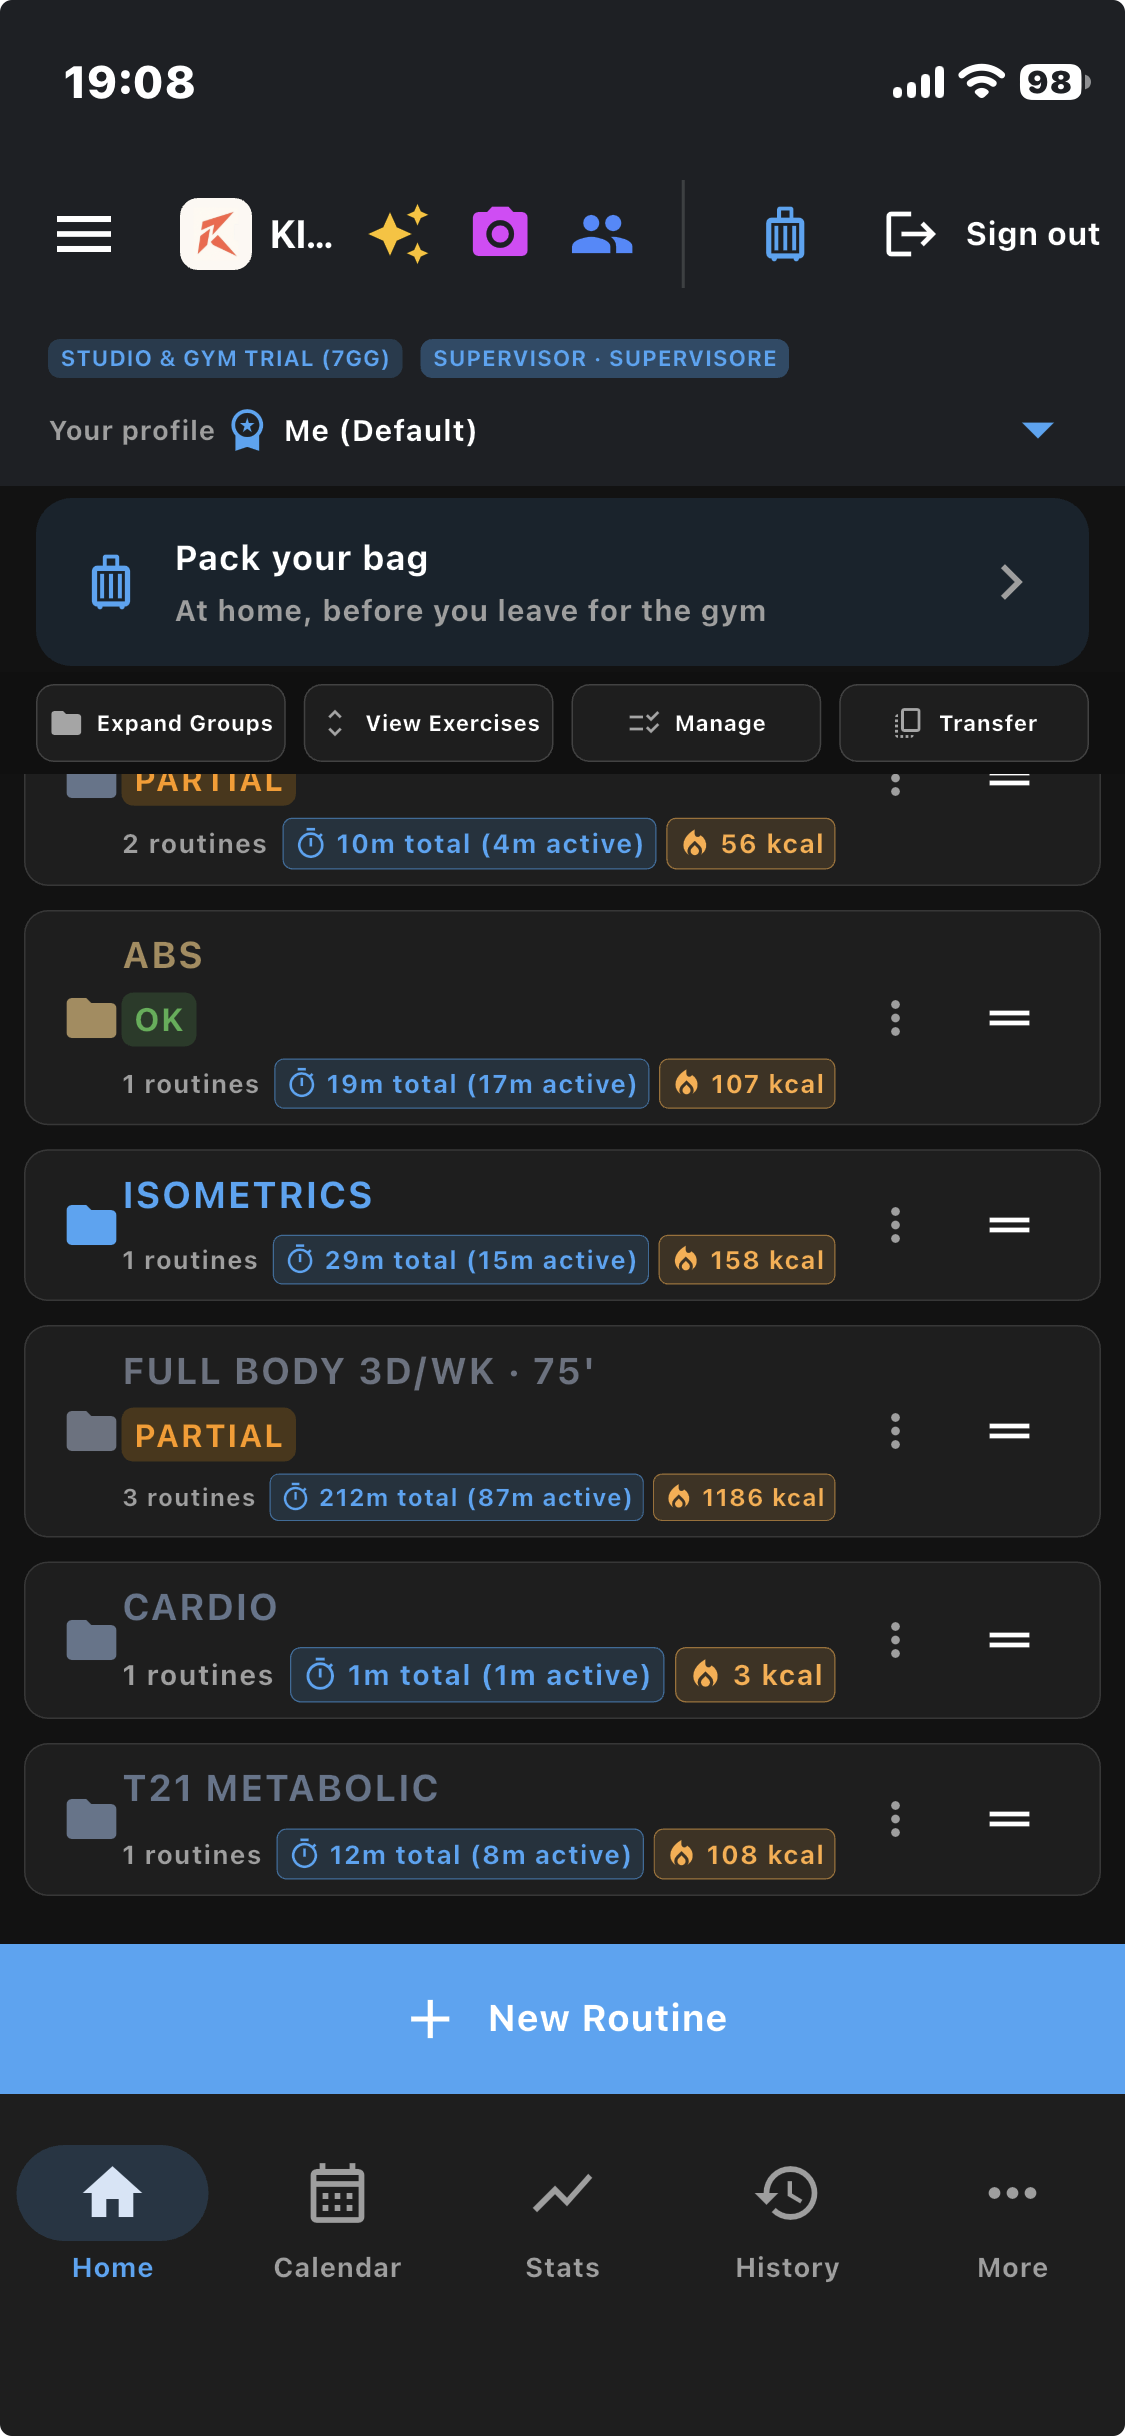 19:08
98
KI...
Sign out
STUDIO & GYM TRIAL (7GG)
SUPERVISOR · SUPERVISORE
Your profile
Me (Default)
Pack your bag
At home, before you leave for the gym
Expand Groups
View Exercises
Manage
Transfer
PARTIAL
2 routines
10m total (4m active)
56 kcal
ABS
OK
1 routines
19m total (17m active)
107 kcal
ISOMETRICS
1 routines
29m total (15m active)
158 kcal
FULL BODY 3D/WK · 75'
PARTIAL
3 routines
212m total (87m active)
1186 kcal
CARDIO
1 routines
1m total (1m active)
3 kcal
T21 METABOLIC
1 routines
12m total (8m active)
108 kcal
New Routine
Home
Calendar
Stats
History
More